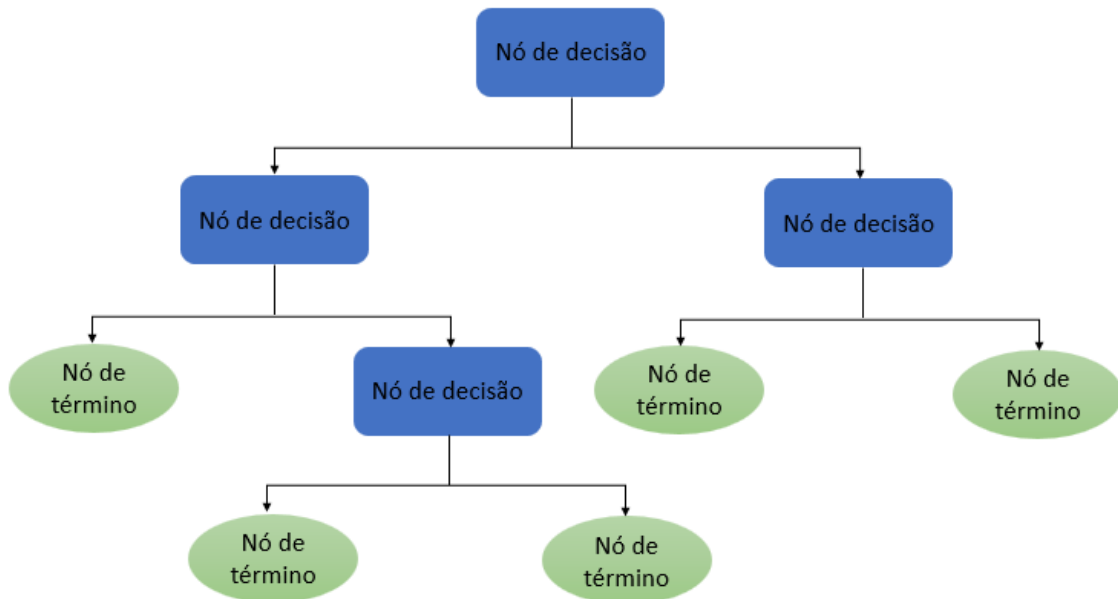 Nó de decisão
Nó de decisão
Nó de decisão
Nó de
término
Nó de decisão
Nó de
término
Nó de
término
Nó de
término
Nó de
término